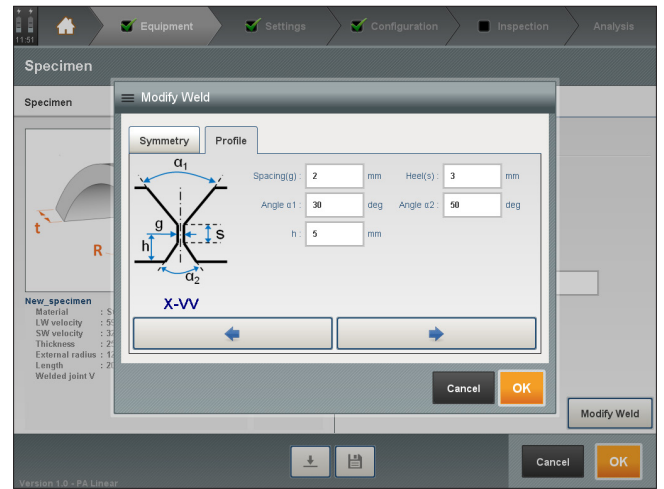 11:51
Equipment
Settings
Configuration
Inspection
Analysis
Specimen
Specimen
Modify Weld
Symmetry
Profile
α1
g
s
h
α2
X-VV
Spacing(g) : 2 mm
Heel(s) : 3 mm
Angle α1 : 30 deg
Angle α2 : 50 deg
h : 5 mm
t
R
New_specimen
Material :
LW velocity :
SW velocity :
Thickness :
External radius :
Length :
Welded joint V
Cancel
OK
Modify Weld
Cancel
OK
Version 1.0 - PA Linear